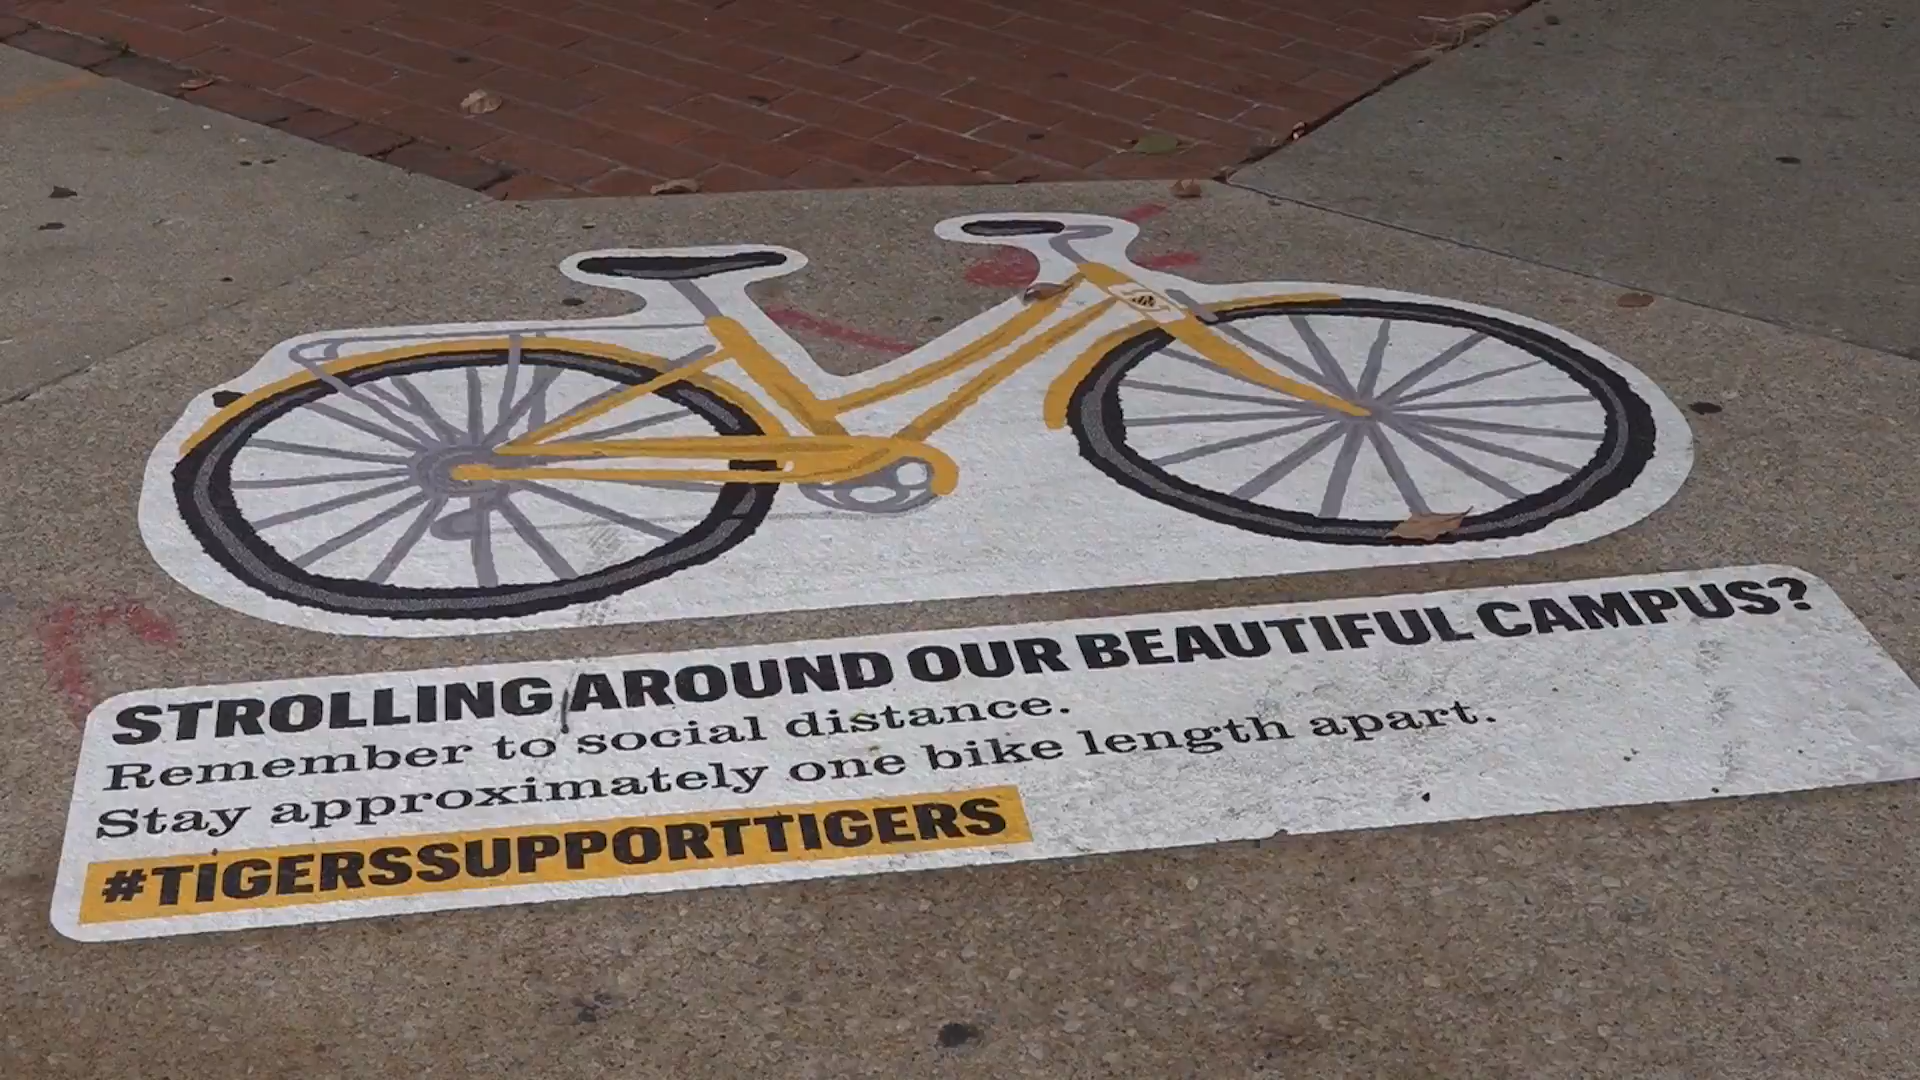 STROLLING AROUND OUR BEAUTIFUL CAMPUS?
Remember to social distance.
Stay approximately one bike length apart.
#TIGERSSUPPORTTIGERS